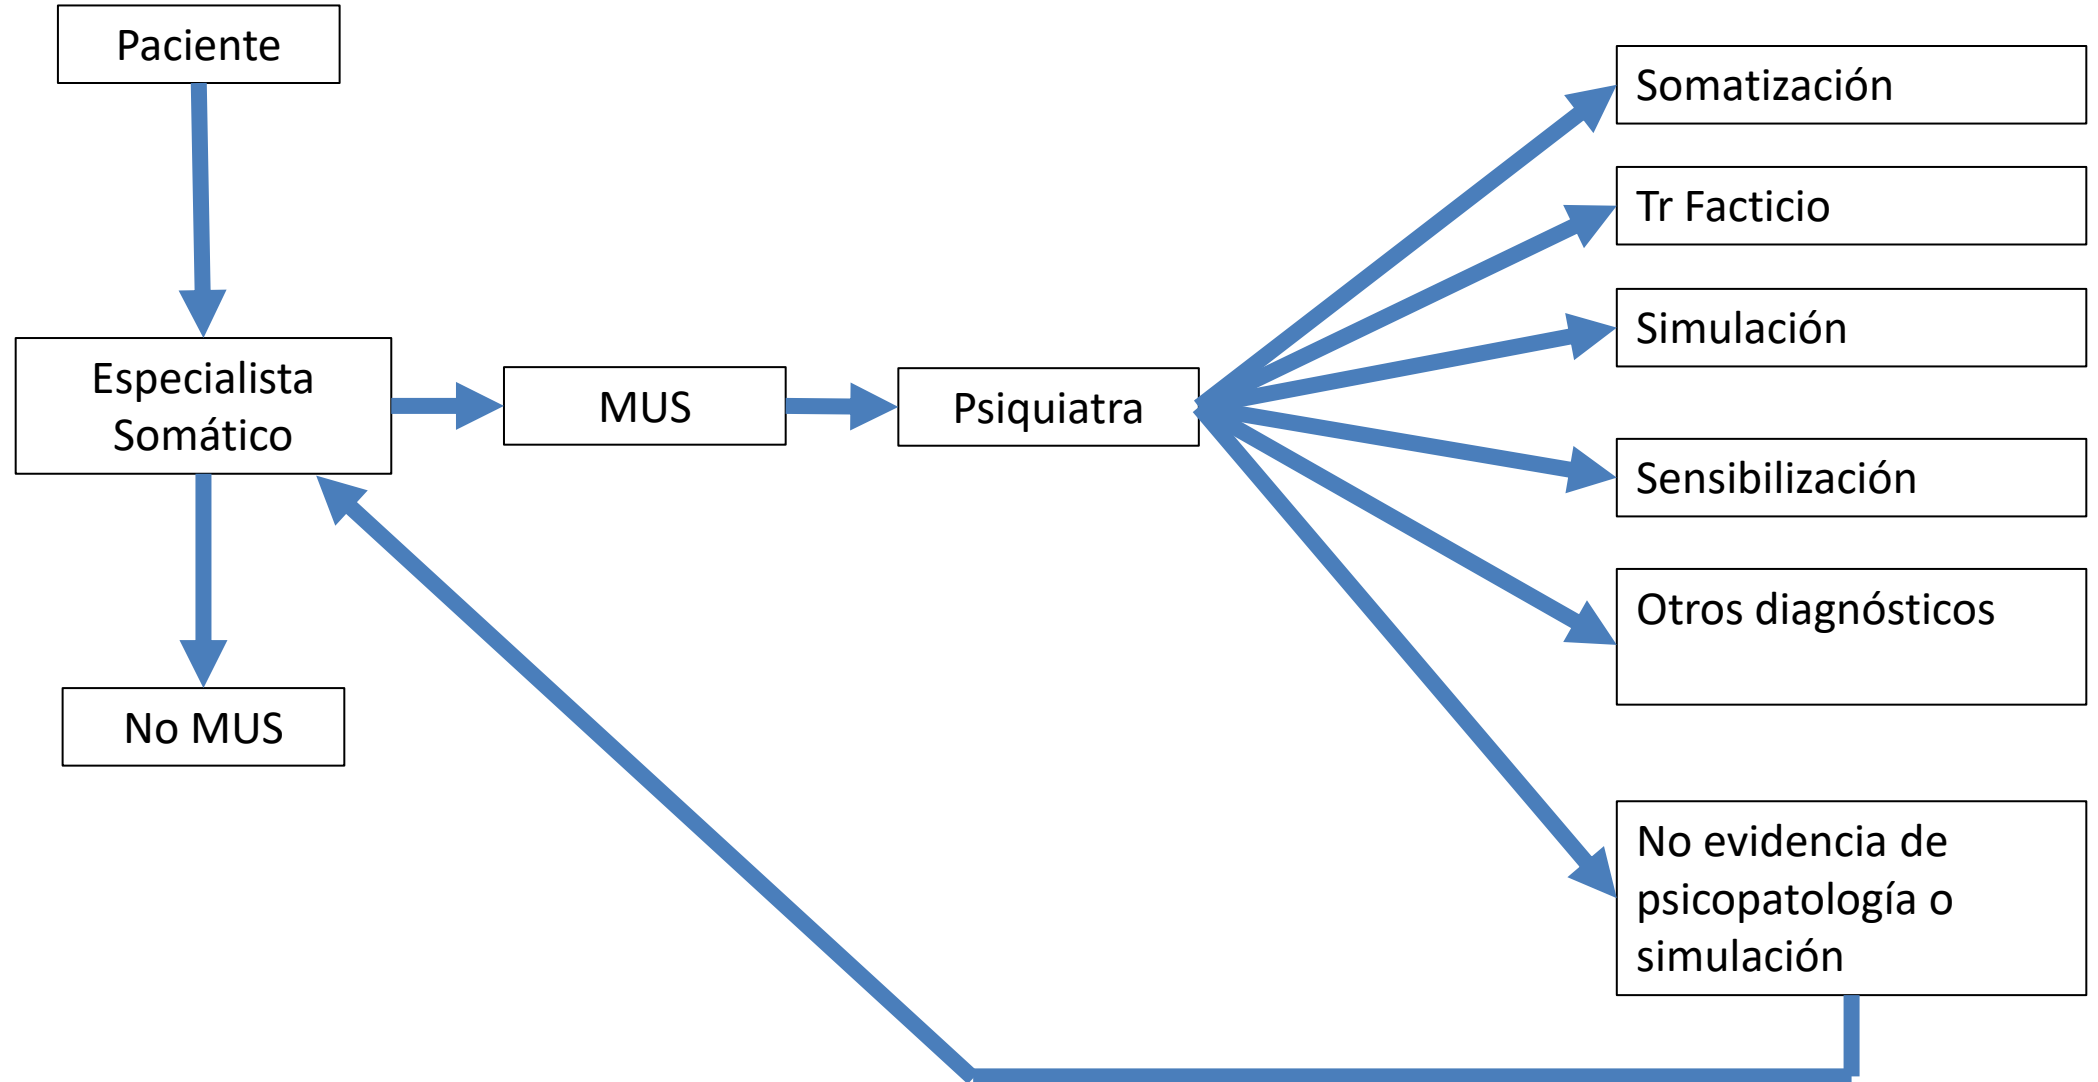 Paciente
Somatización
Tr Facticio
Simulación
Especialista
Somático
MUS
Psiquiatra
Sensibilización
Otros diagnósticos
No MUS
No evidencia de
psicopatología o
simulación